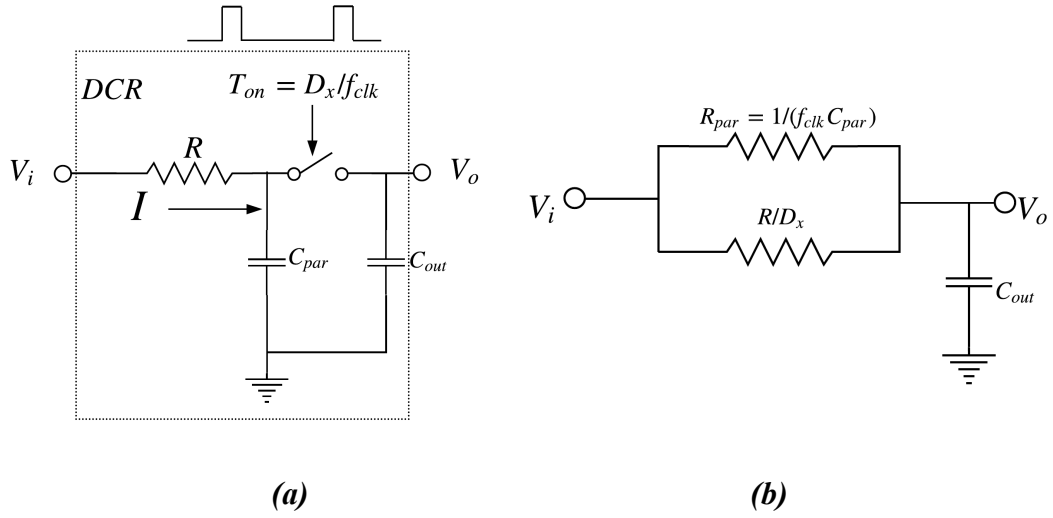 DCR
T_on = D_x/f_clk
V_i
R
V_o
I
C_par
C_out
(a)
R_par = 1/(f_clk C_par)
V_i
R/D_x
V_o
C_out
(b)